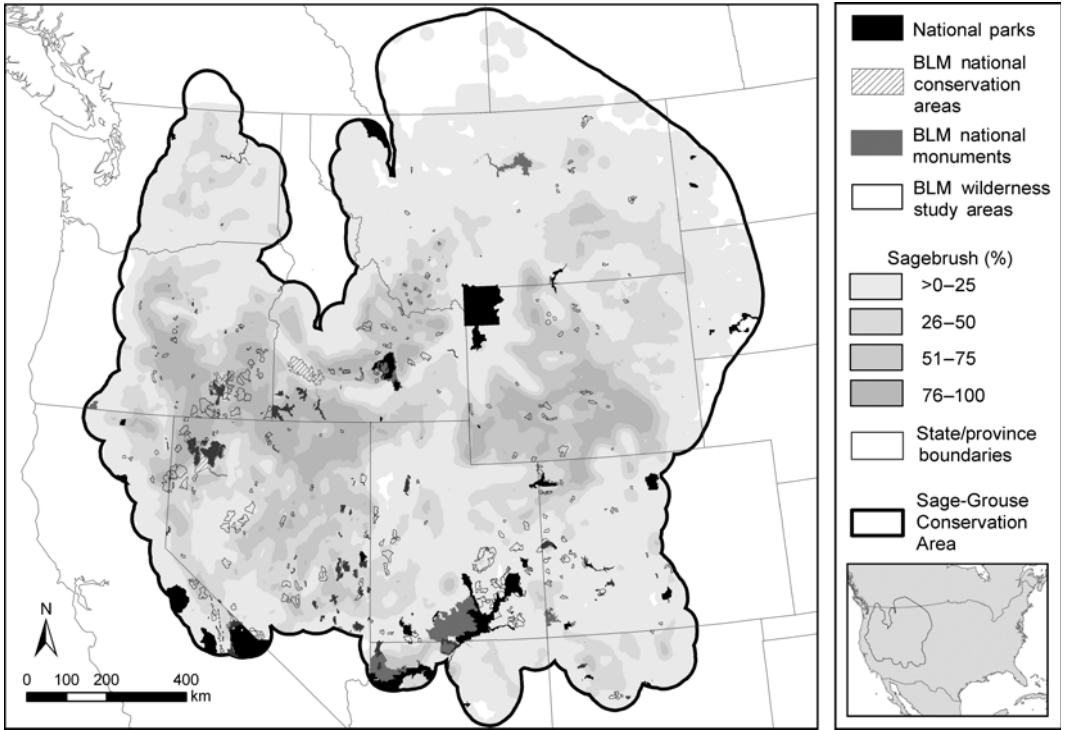 N
0 100 200 400
km
National parks
BLM national
conservation
areas
BLM national
monuments
BLM wilderness
study areas
Sagebrush (%)
>0–25
26–50
51–75
76–100
State/province
boundaries
Sage-Grouse
Conservation
Area